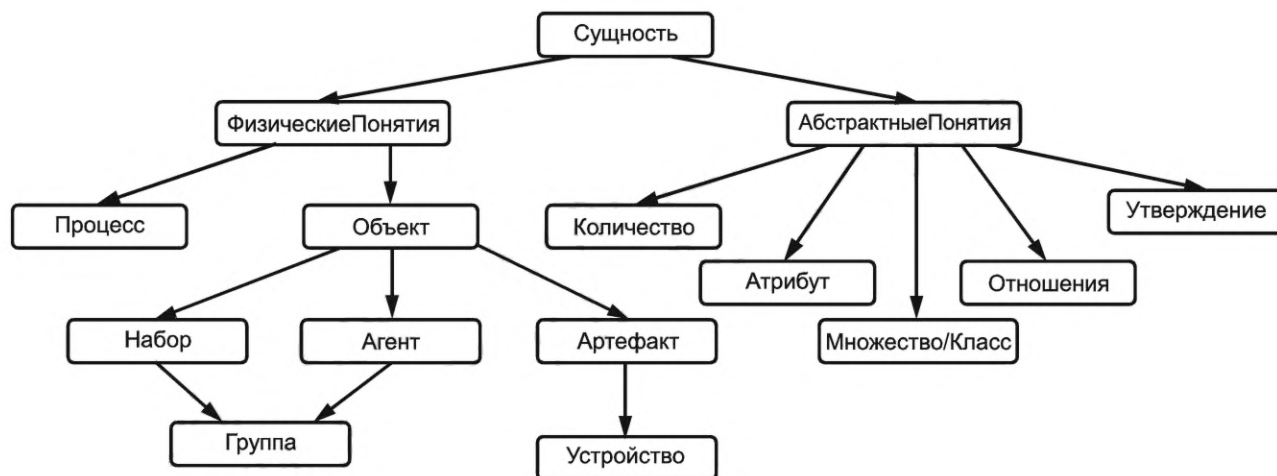 Сущность
ФизическиеПонятия
АбстрактныеПонятия
Процесс
Объект
Количество
Утверждение
Атрибут
Отношения
Набор
Агент
Артефакт
Множество/Класс
Группа
Устройство